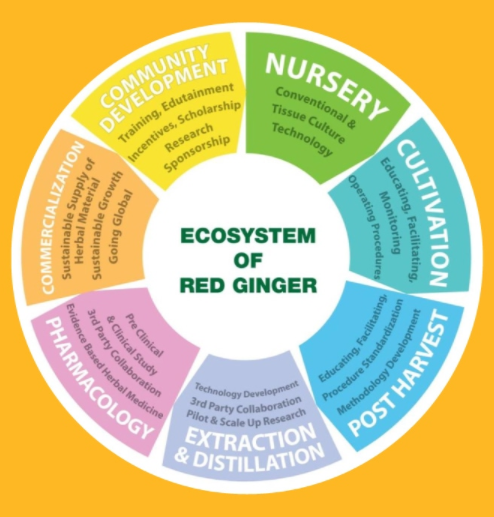 ECOSYSTEM
OF
RED GINGER
NURSERY
Conventional &
Tissue Culture
Technology
CULTIVATION
Educating, Facilitating,
Monitoring
Operating Procedures
POST HARVEST
Educating, Facilitating,
Procedure Standardization
Methodology Development
Technology Development
3rd Party Collaboration
Pilot & Scale Up Research
EXTRACTION
& DISTILLATION
PHARMACOLOGY
Pre Clinical
& Clinical Study
3rd Party Collaboration
Evidence Based Herbal Medicine
COMMERCIALIZATION
Sustainable Supply of
Herbal Material
Sustainable Growth
Going Global
COMMUNITY
DEVELOPMENT
Training, Edutainment
Incentives, Scholarship
Research
Sponsorship